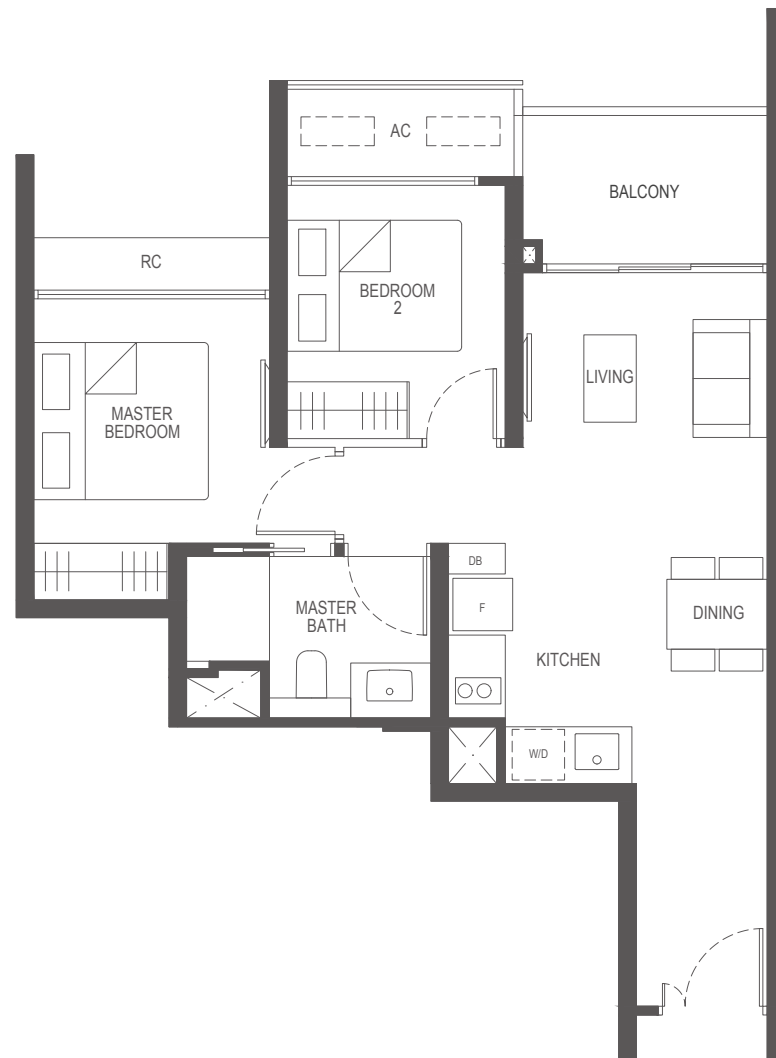 AC
BALCONY
RC
BEDROOM
2
LIVING
MASTER
BEDROOM
DB
F
MASTER
BATH
DINING
KITCHEN
W/D